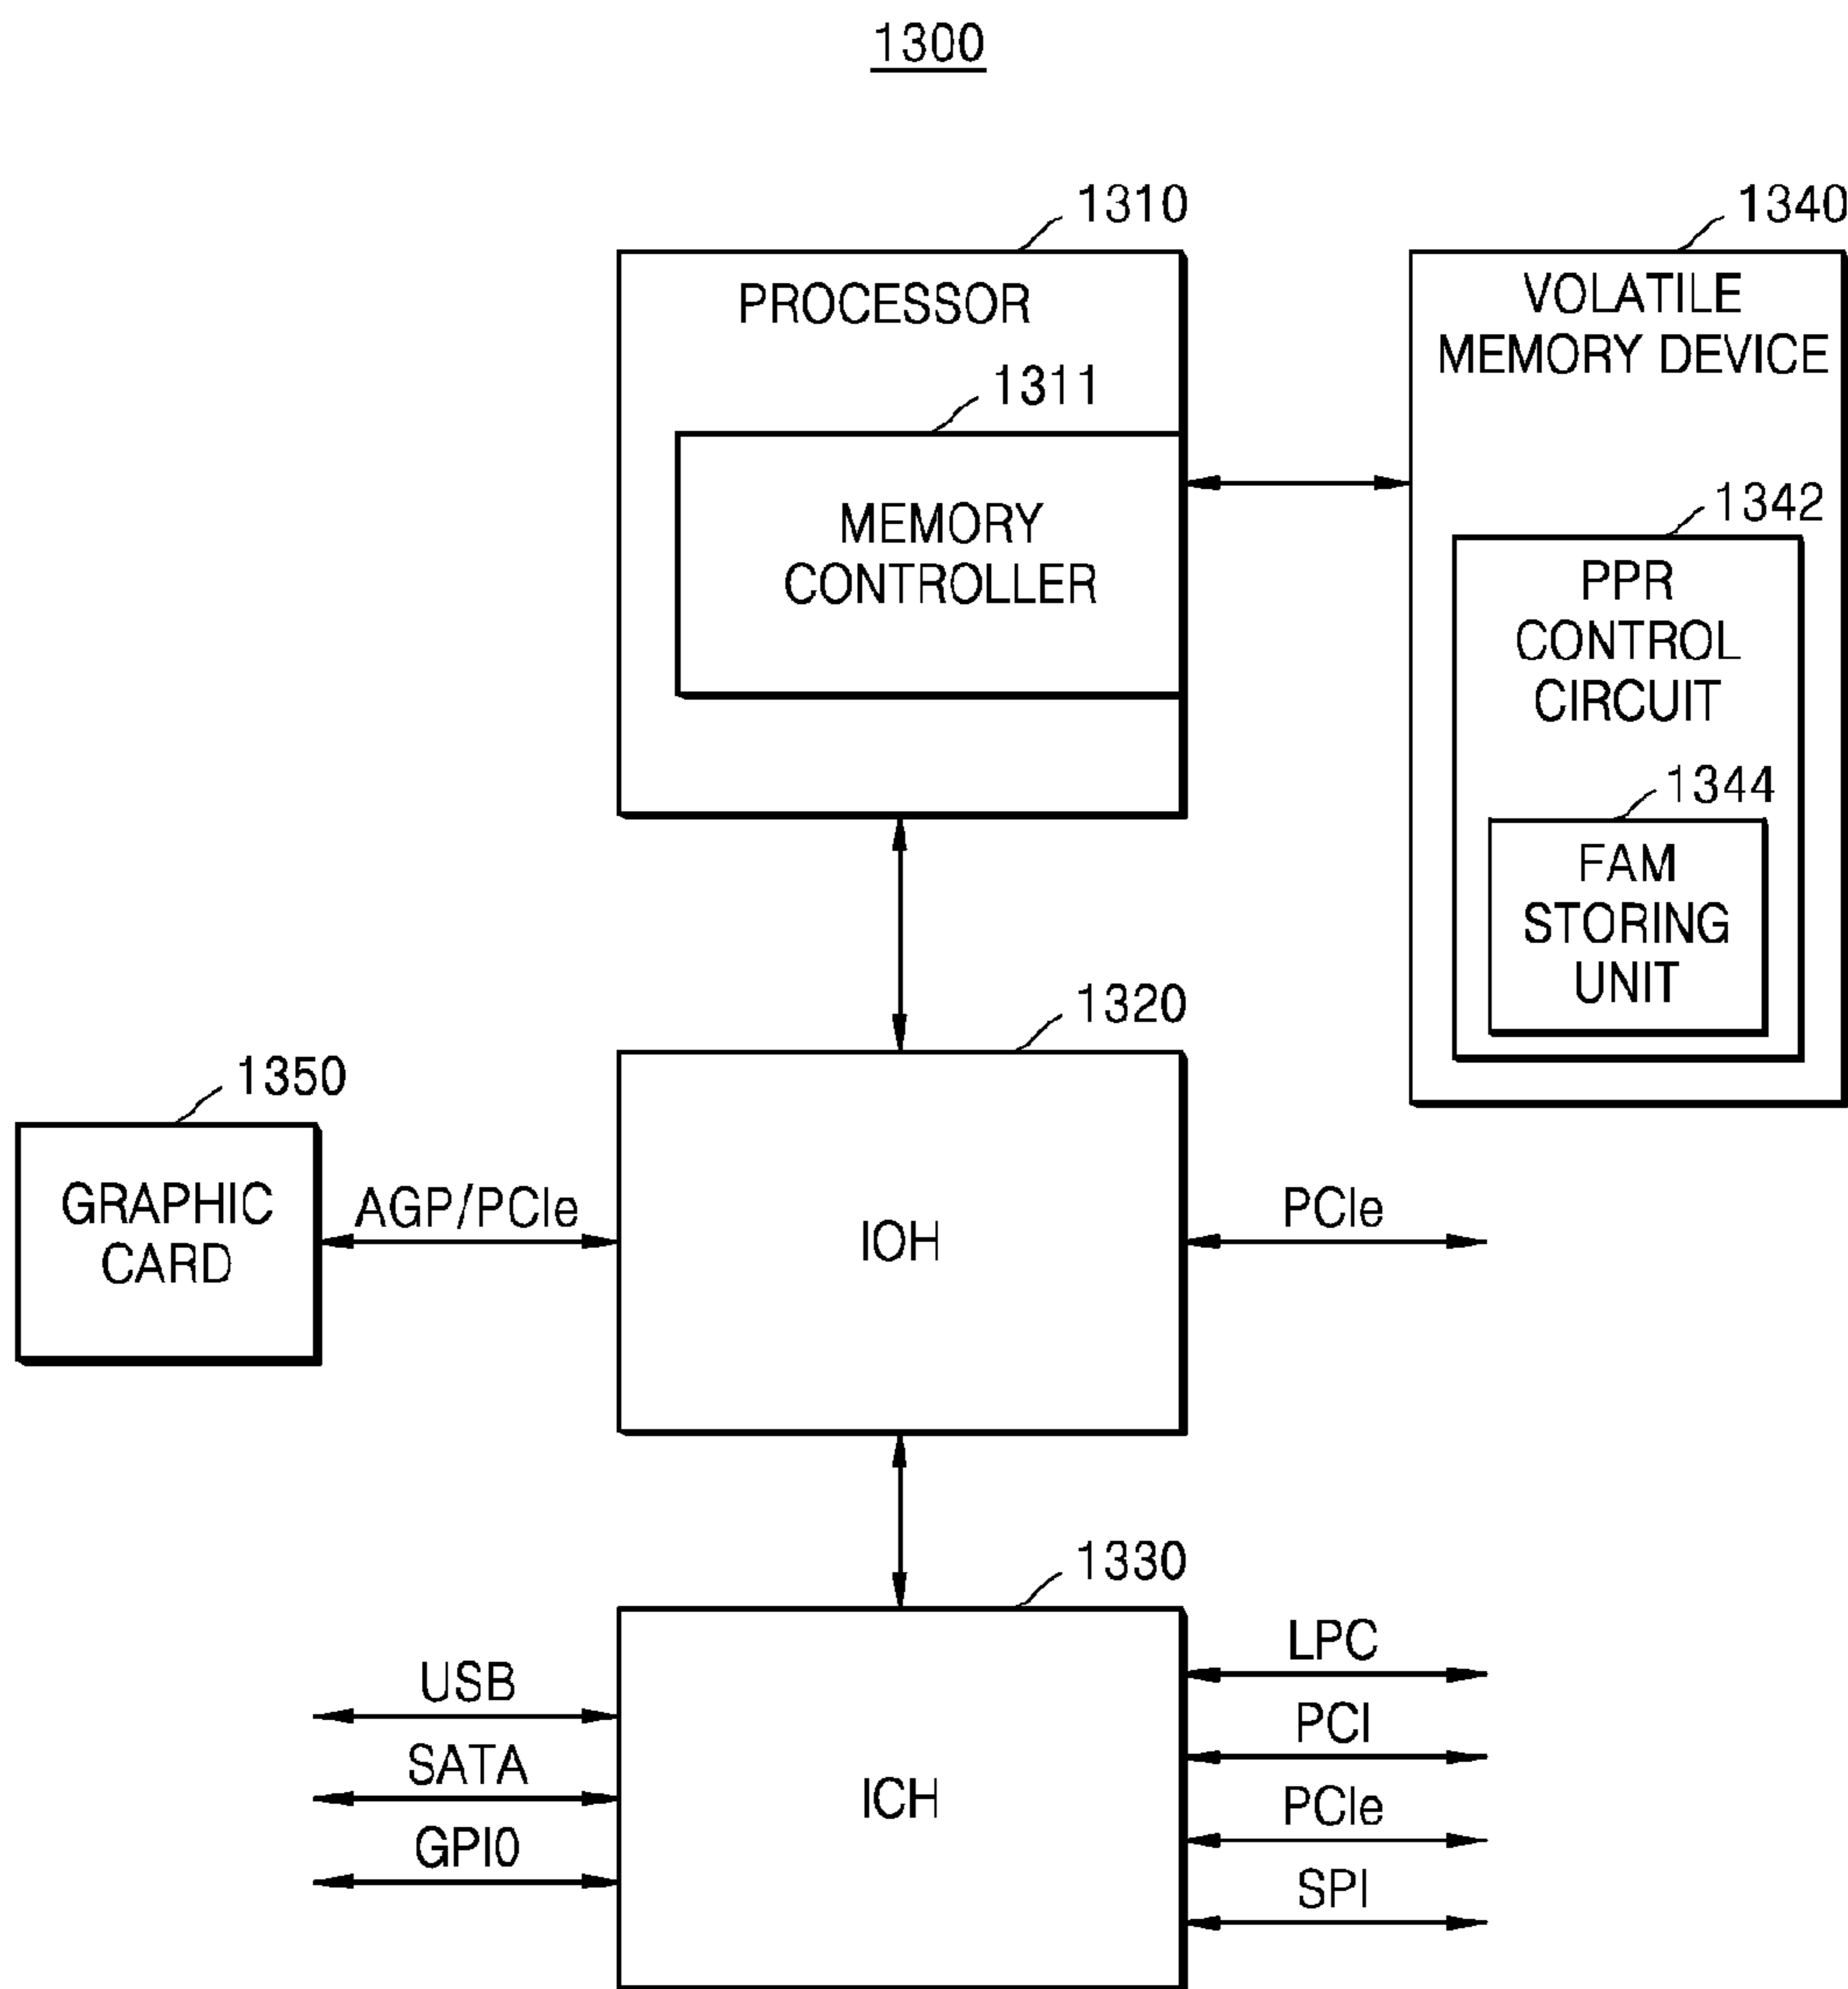 1300
1310
PROCESSOR
1311
MEMORY
CONTROLLER
1340
VOLATILE
MEMORY DEVICE
1342
PPR
CONTROL
CIRCUIT
1344
FAM
STORING
UNIT
1320
IOH
1350
GRAPHIC
CARD
AGP/PCIe
PCIe
1330
ICH
USB
SATA
GPIO
LPC
PCI
PCIe
SPI